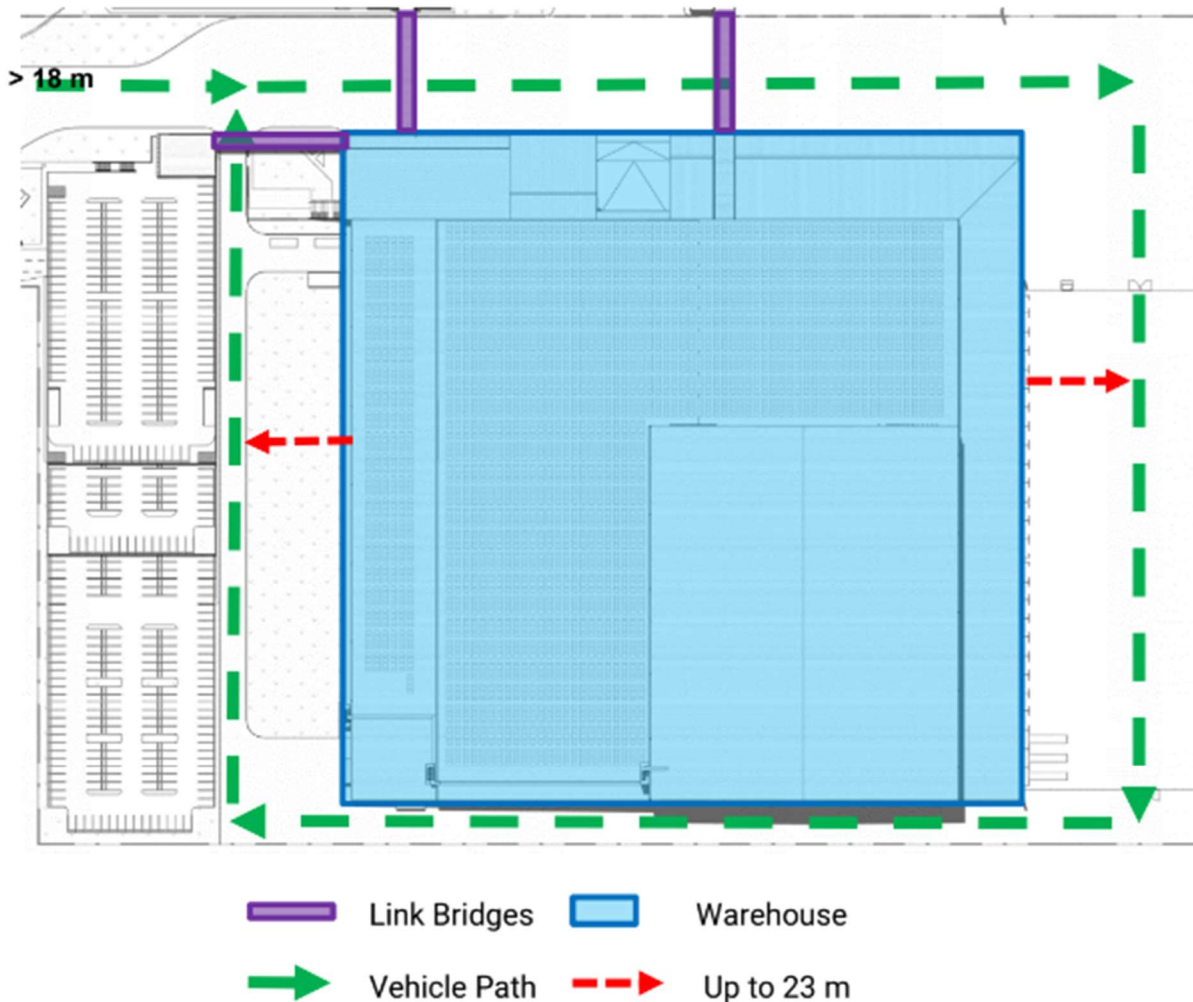 > 18 m
Link Bridges
Warehouse
Vehicle Path
Up to 23 m